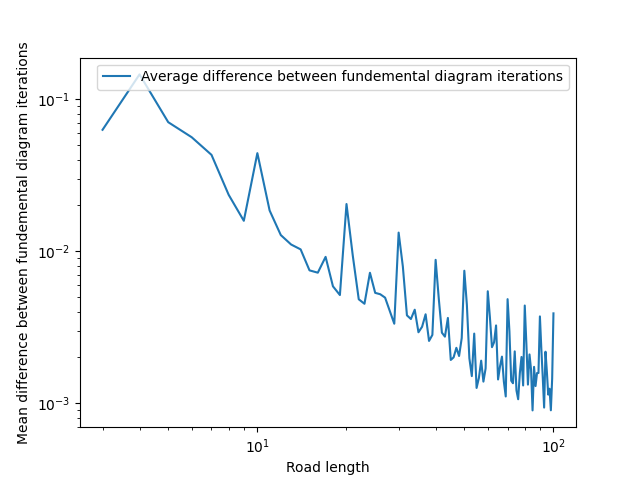 Average difference between fundemental diagram iterations
Mean difference between fundemental diagram iterations
10⁻¹
10⁻²
10⁻³
10¹
10²
Road length